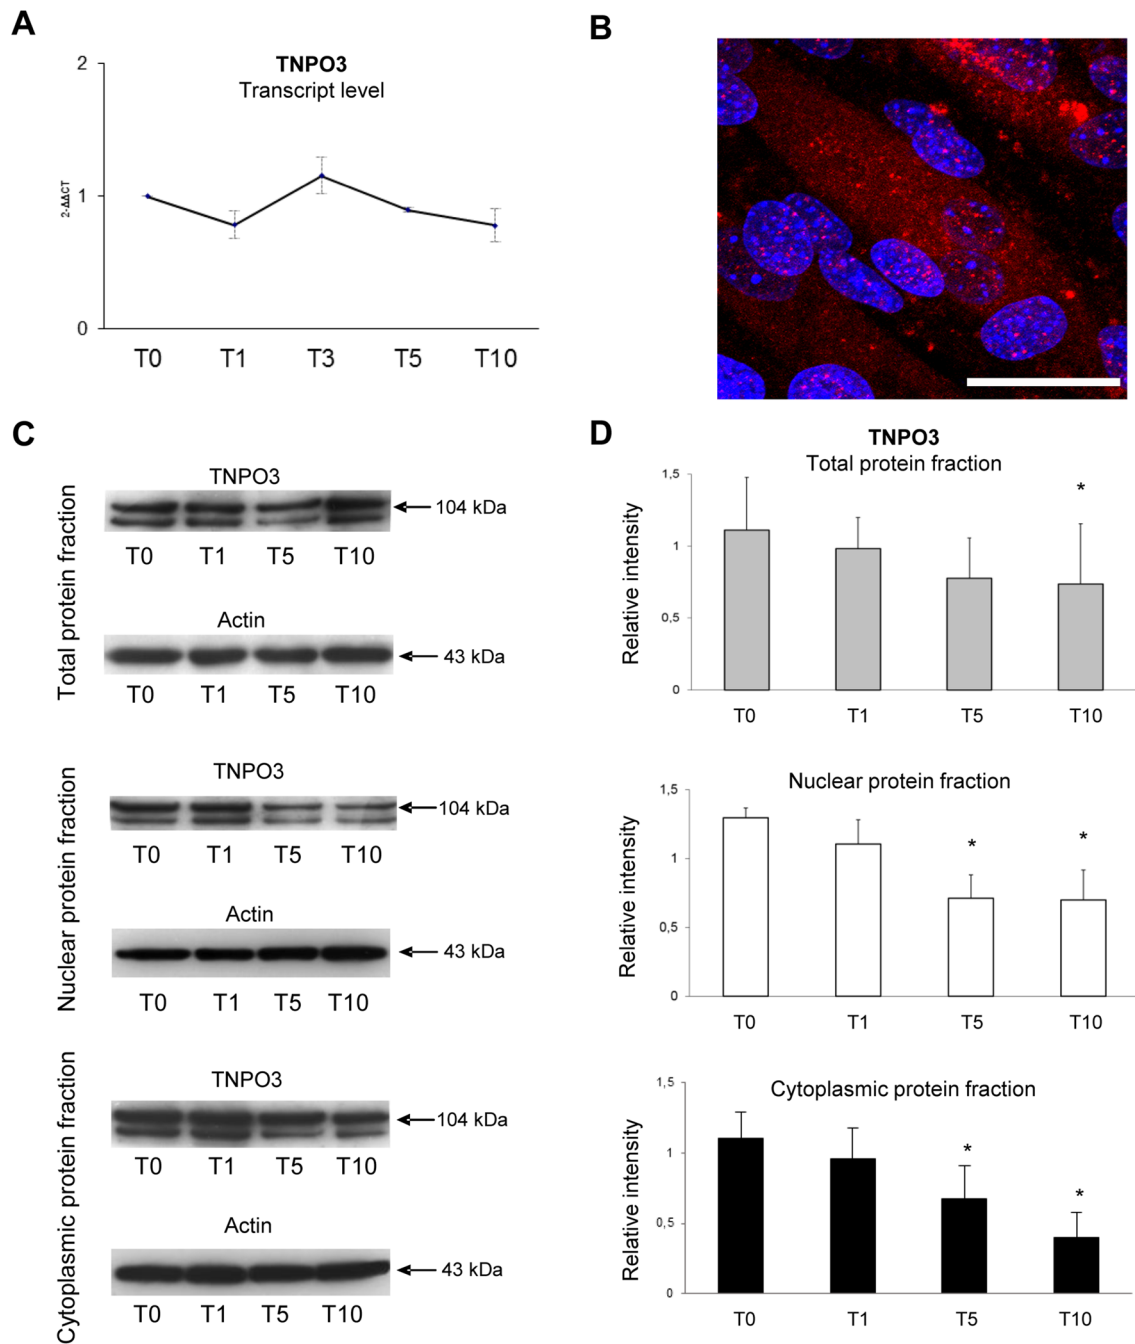 A
TNPO3
Transcript level
2
1
0
2-ΔΔCT
T0 T1 T3 T5 T10
B
C
Total protein fraction
TNPO3
104 kDa
T0 T1 T5 T10
Actin
43 kDa
T0 T1 T5 T10
Nuclear protein fraction
TNPO3
104 kDa
T0 T1 T5 T10
Actin
43 kDa
T0 T1 T5 T10
Cytoplasmic protein fraction
TNPO3
104 kDa
T0 T1 T5 T10
Actin
43 kDa
T0 T1 T5 T10
D
TNPO3
Total protein fraction
Relative intensity
1,5
1
0,5
0
*
T0 T1 T5 T10
Nuclear protein fraction
Relative intensity
1,5
1
0,5
0
* *
T0 T1 T5 T10
Cytoplasmic protein fraction
Relative intensity
1,5
1
0,5
0
* *
T0 T1 T5 T10